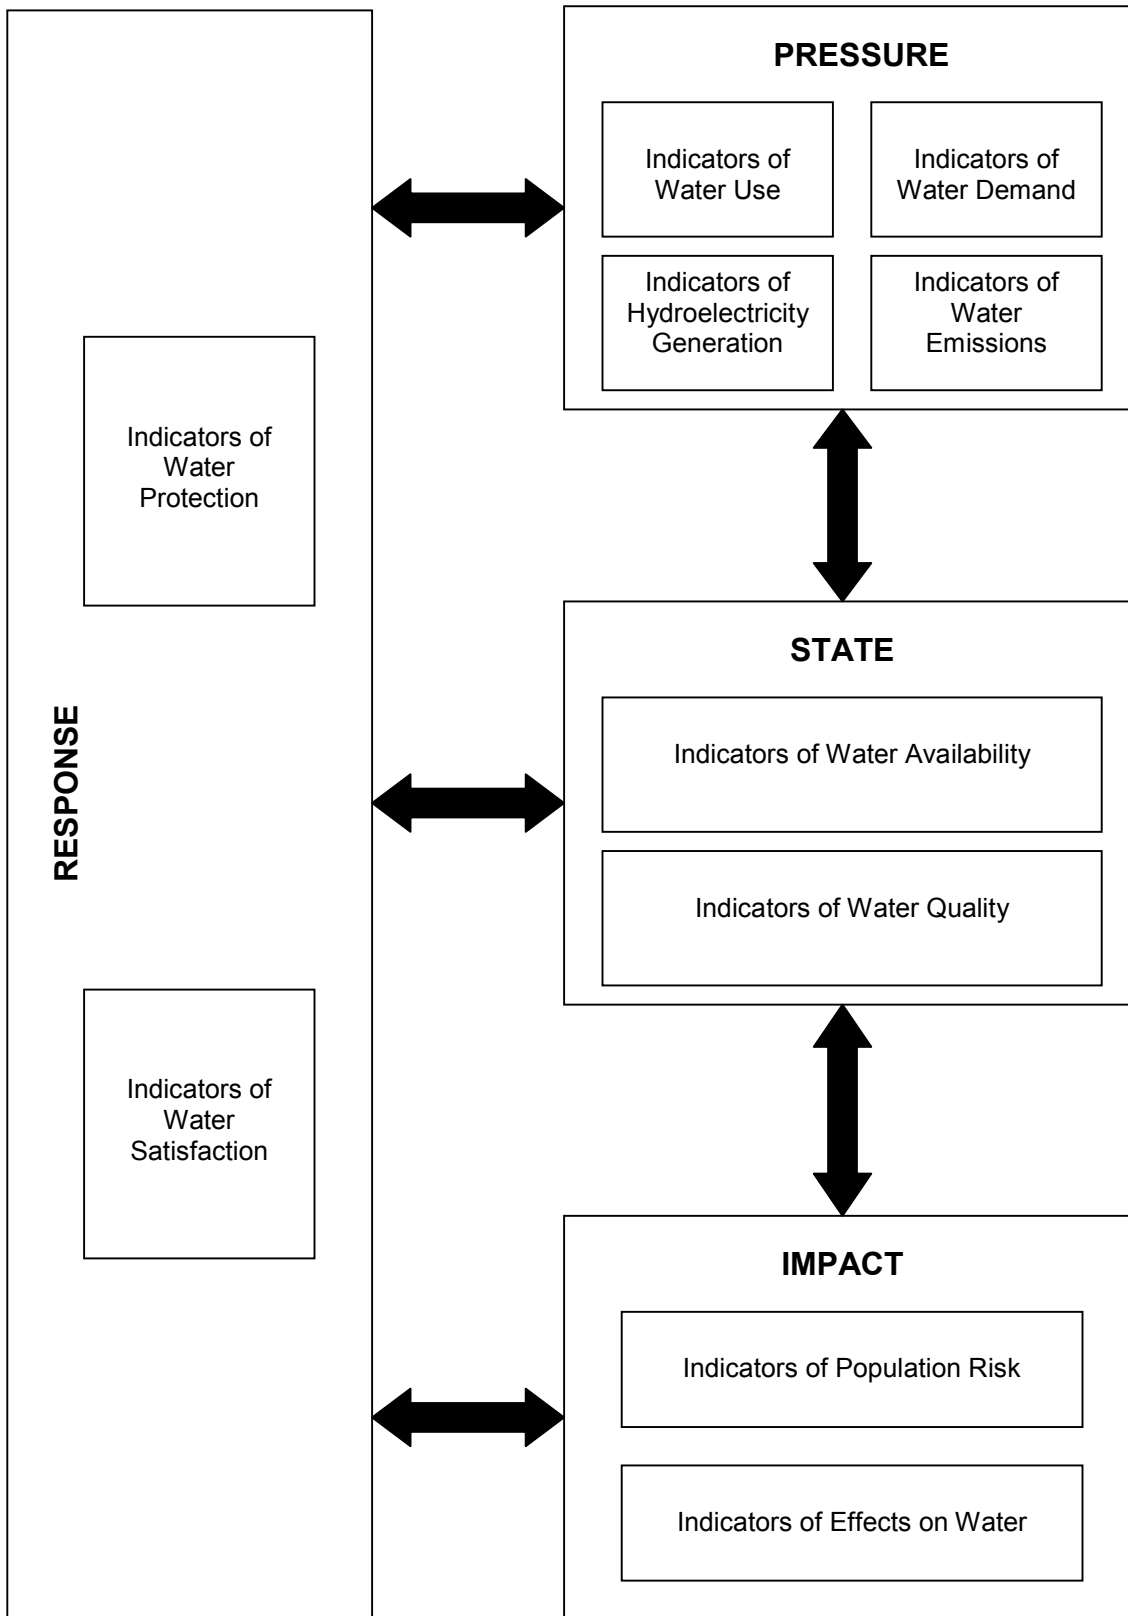 PRESSURE
Indicators of
Water Use
Indicators of
Water Demand
Indicators of
Hydroelectricity
Generation
Indicators of
Water
Emissions
Indicators of
Water
Protection
STATE
Indicators of Water Availability
RESPONSE
Indicators of Water Quality
Indicators of
Water
Satisfaction
IMPACT
Indicators of Population Risk
Indicators of Effects on Water